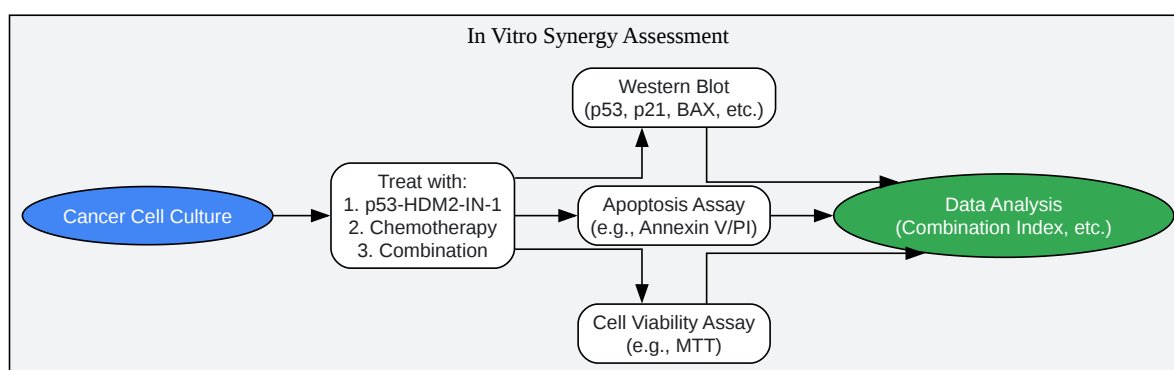 In Vitro Synergy Assessment
Western Blot
(p53, p21, BAX, etc.)
Cancer Cell Culture
Treat with:
1. p53-HDM2-IN-1
2. Chemotherapy
3. Combination
Apoptosis Assay
(e.g., Annexin V/PI)
Data Analysis
(Combination Index, etc.)
Cell Viability Assay
(e.g., MTT)